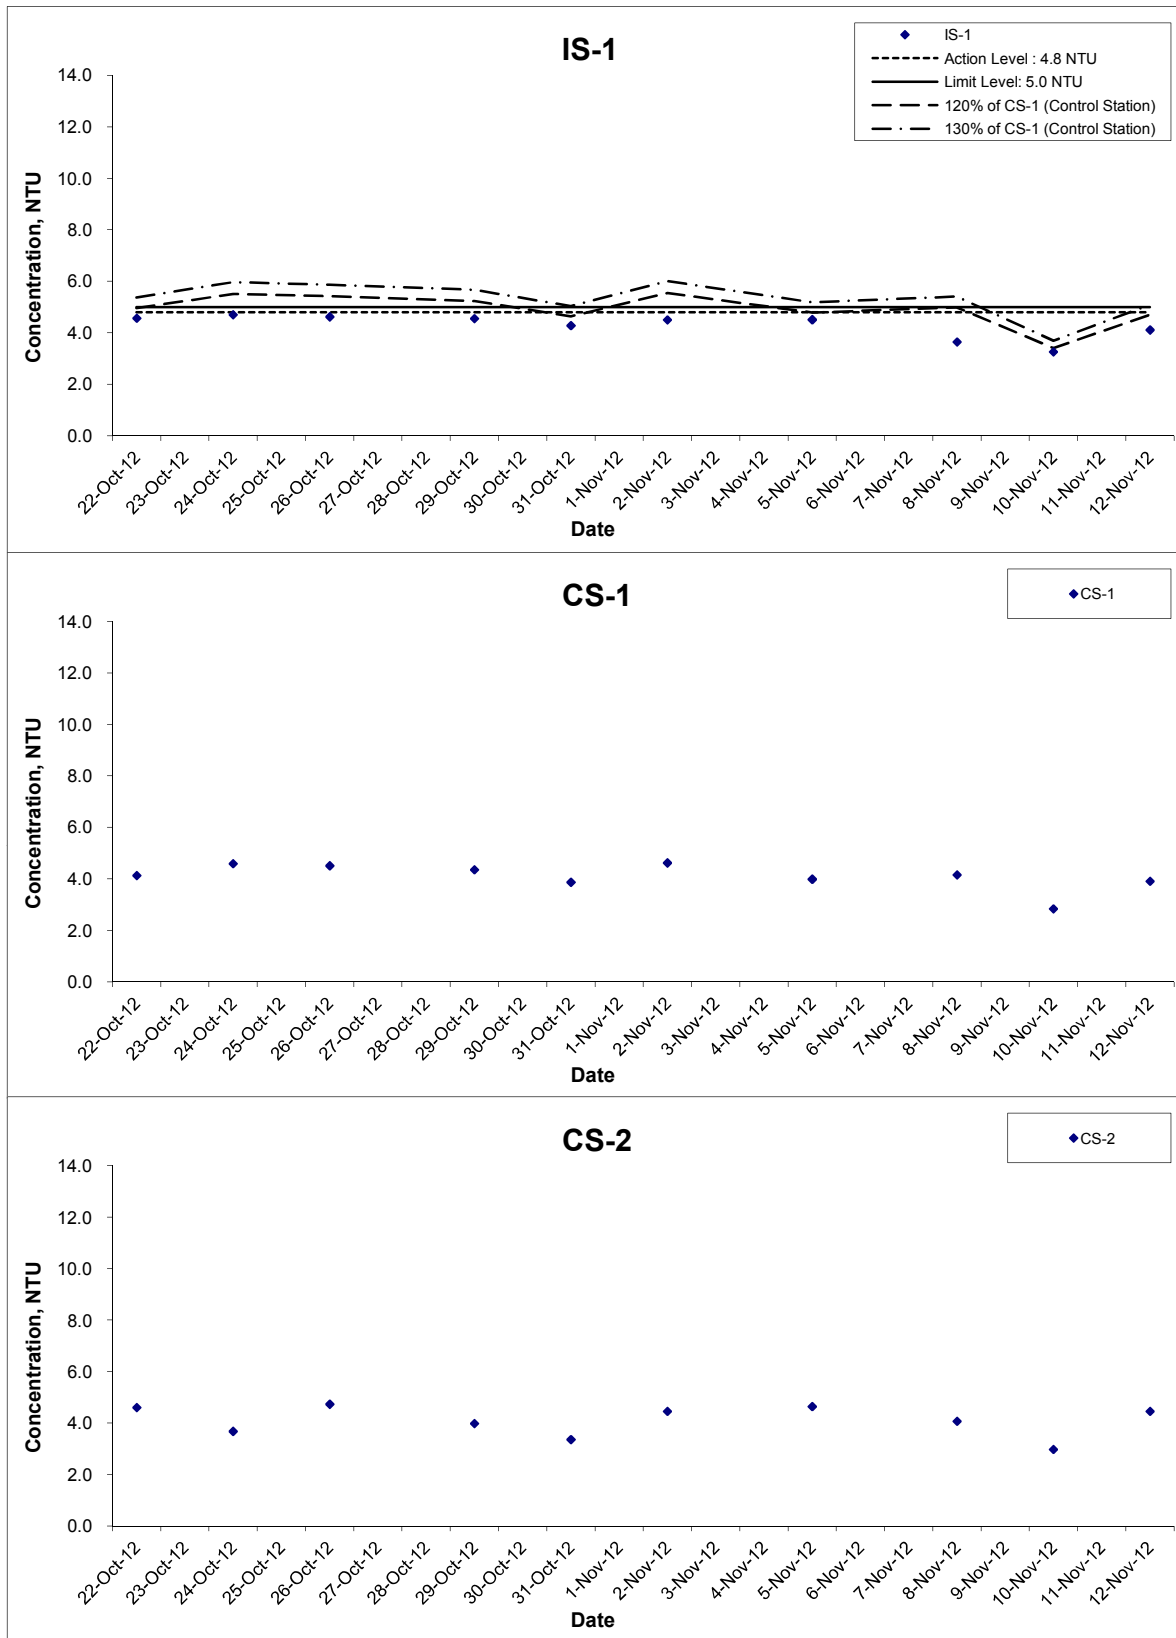 IS-1
IS-1
Action Level : 4.8 NTU
Limit Level: 5.0 NTU
120% of CS-1 (Control Station)
130% of CS-1 (Control Station)
Concentration, NTU
14.0
12.0
10.0
8.0
6.0
4.0
2.0
0.0
22-Oct-12
23-Oct-12
24-Oct-12
25-Oct-12
26-Oct-12
27-Oct-12
28-Oct-12
29-Oct-12
30-Oct-12
31-Oct-12
1-Nov-12
2-Nov-12
3-Nov-12
4-Nov-12
5-Nov-12
6-Nov-12
7-Nov-12
8-Nov-12
9-Nov-12
10-Nov-12
11-Nov-12
12-Nov-12
Date
CS-1
CS-1
Concentration, NTU
14.0
12.0
10.0
8.0
6.0
4.0
2.0
0.0
22-Oct-12
23-Oct-12
24-Oct-12
25-Oct-12
26-Oct-12
27-Oct-12
28-Oct-12
29-Oct-12
30-Oct-12
31-Oct-12
1-Nov-12
2-Nov-12
3-Nov-12
4-Nov-12
5-Nov-12
6-Nov-12
7-Nov-12
8-Nov-12
9-Nov-12
10-Nov-12
11-Nov-12
12-Nov-12
Date
CS-2
CS-2
Concentration, NTU
14.0
12.0
10.0
8.0
6.0
4.0
2.0
0.0
22-Oct-12
23-Oct-12
24-Oct-12
25-Oct-12
26-Oct-12
27-Oct-12
28-Oct-12
29-Oct-12
30-Oct-12
31-Oct-12
1-Nov-12
2-Nov-12
3-Nov-12
4-Nov-12
5-Nov-12
6-Nov-12
7-Nov-12
8-Nov-12
9-Nov-12
10-Nov-12
11-Nov-12
12-Nov-12
Date